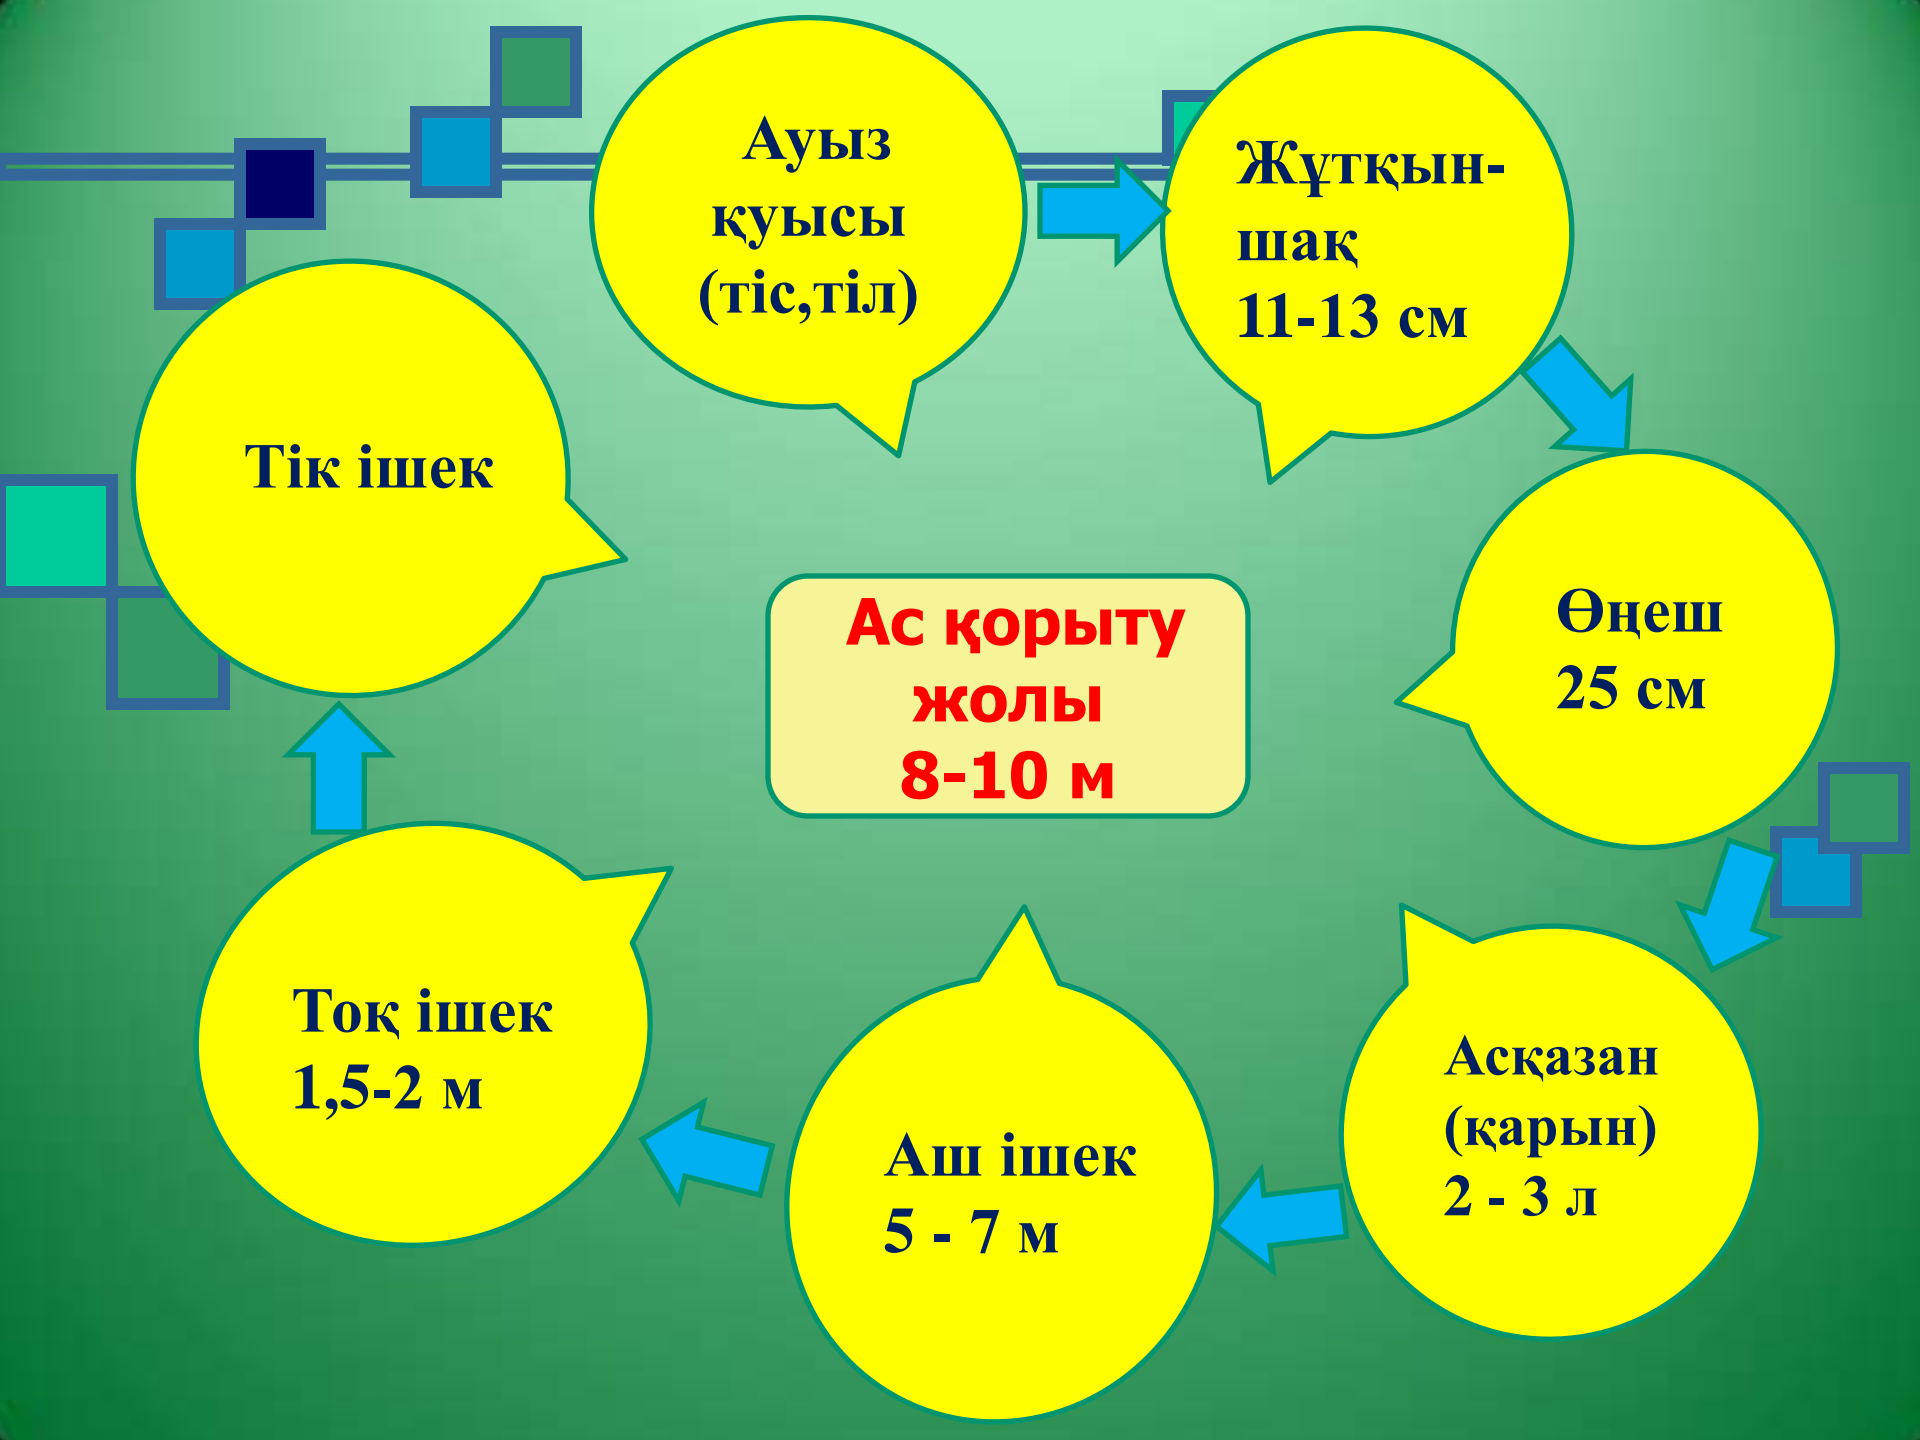 Ауыз
қуысы
(тіс,тіл)
Жұтқын-
шақ
11-13 см
Өңеш
25 см
Асқазан
(қарын)
2 - 3 л
Аш ішек
5 - 7 м
Тоқ ішек
1,5-2 м
Тік ішек
Ас қорыту
жолы
8-10 м